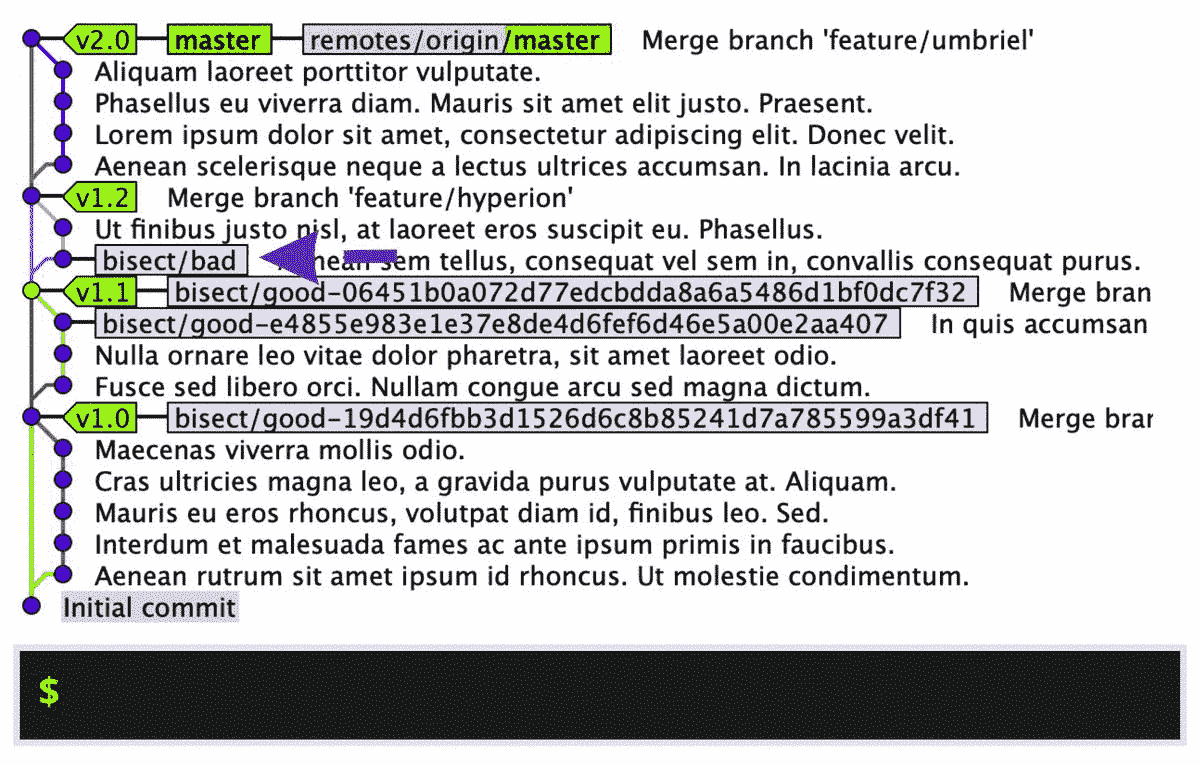 v2.0 master remotes/origin/master Merge branch 'feature/umbriel'
Aliquam laoreet porttitor vulputate.
Phasellus eu viverra diam. Mauris sit amet elit justo. Praesent.
Lorem ipsum dolor sit amet, consectetur adipiscing elit. Donec velit.
Aenean scelerisque neque a lectus ultrices accumsan. In lacinia arcu.
v1.2 Merge branch 'feature/hyperion'
Ut finibus justo nisl, at laoreet eros suscipit eu. Phasellus.
bisect/bad Aenean sem tellus, consequat vel sem in, convallis consequat purus.
v1.1 bisect/good-06451b0a072d77edcbdda8a6a5486d1bf0dc7f32 Merge bran
bisect/good-e4855e983e1e37e8de4d6fef6d46e5a00e2aa407 In quis accumsan
Nulla ornare leo vitae dolor pharetra, sit amet laoreet odio.
Fusce sed libero orci. Nullam congue arcu sed magna dictum.
v1.0 bisect/good-19d4d6fbb3d1526d6c8b85241d7a785599a3df41 Merge bran
Maecenas viverra mollis odio.
Cras ultricies magna leo, a gravida purus vulputate at. Aliquam.
Mauris eu eros rhoncus, volutpat diam id, finibus leo. Sed.
Interdum et malesuada fames ac ante ipsum primis in faucibus.
Aenean rutrum sit amet ipsum id rhoncus. Ut molestie condimentum.
Initial commit
$